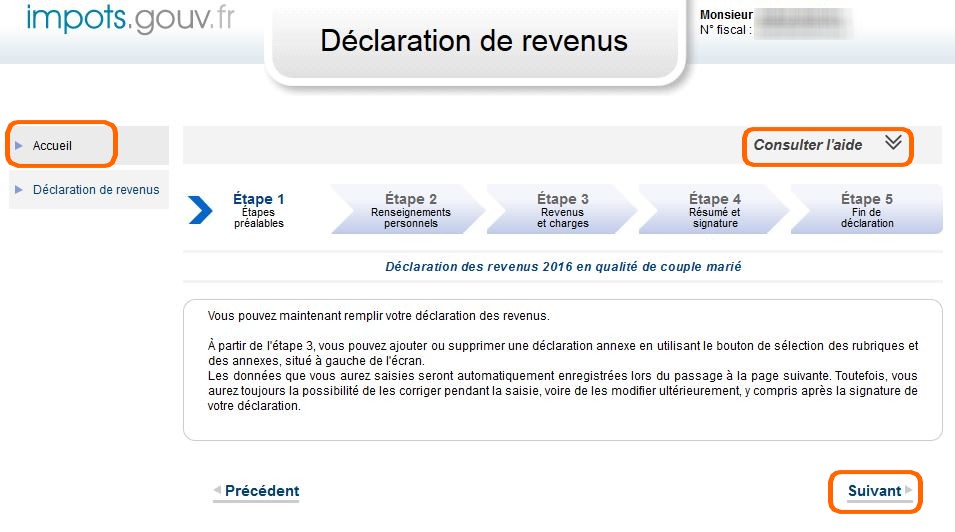 impots.gouv.fr
Déclaration de revenus
Monsieur
N° fiscal :
Accueil
Déclaration de revenus
Consulter l'aide
Étape 1
Étapes
préalables
Étape 2
Renseignements
personnels
Étape 3
Revenus
et charges
Étape 4
Résumé et
signature
Étape 5
Fin de
déclaration
Déclaration des revenus 2016 en qualité de couple marié
Vous pouvez maintenant remplir votre déclaration des revenus.
À partir de l'étape 3, vous pouvez ajouter ou supprimer une déclaration annexe en utilisant le bouton de sélection des rubriques et
des annexes, situé à gauche de l'écran.
Les données que vous aurez saisies seront automatiquement enregistrées lors du passage à la page suivante. Toutefois, vous
aurez toujours la possibilité de les corriger pendant la saisie, voire de les modifier ultérieurement, y compris après la signature de
votre déclaration.
Précédent
Suivant